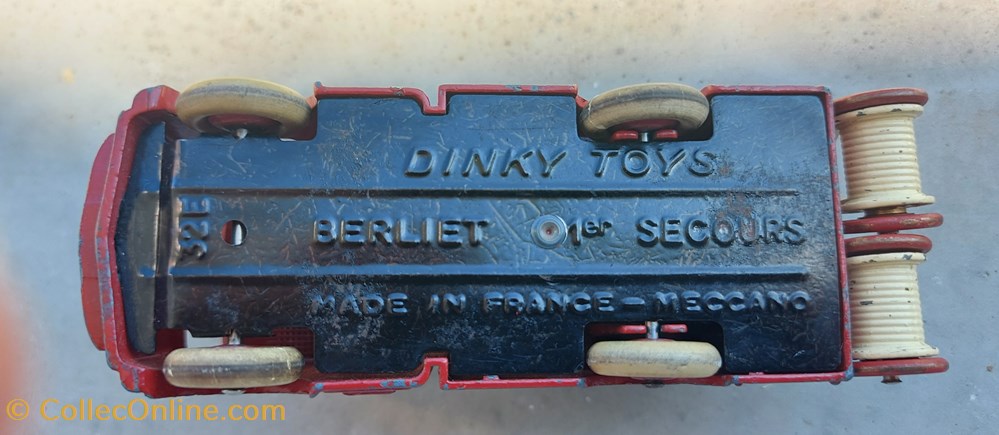 DINKY TOYS
32E
BERLIET 1er SECOURS
MADE IN FRANCE - MECCANO
© CollecOnline.com